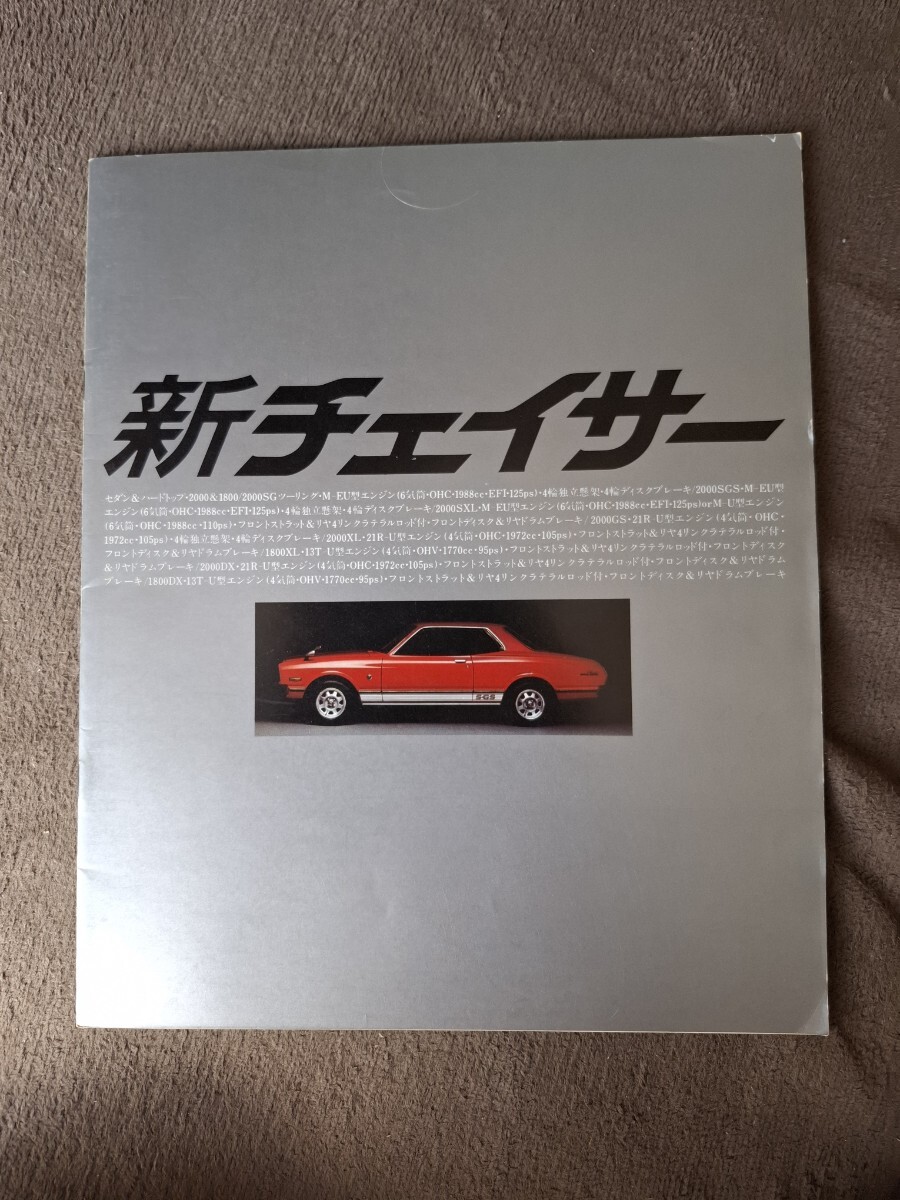 新チェイサー
セダン&ハードトップ・2000&1800/2000SGツーリング・M-EU型エンジン(6気筒・OHC・1988cc・EFI・125ps)・4輪独立懸架・4輪ディスクブレーキ/2000SGS・M-EU型
エンジン(6気筒・OHC・1988cc・EFI・125ps)・4輪独立懸架・4輪ディスクブレーキ/2000SXL・M-EU型エンジン(6気筒・OHC・1988cc・EFI・125ps)orM-U型エンジン
(6気筒・OHC・1988cc・110ps)・フロントストラット&リヤ4リンクラテラルロッド付・フロントディスク&リヤドラムブレーキ/2000GS・21R-U型エンジン(4気筒・OHC・
1972cc・105ps)・4輪独立懸架・4輪ディスクブレーキ/2000XL・21R-U型エンジン(4気筒・OHC・1972cc・105ps)・フロントストラット&リヤ4リンクラテラルロッド付・
フロントディスク&リヤドラムブレーキ/1800XL・13T-U型エンジン(4気筒・OHV・1770cc・95ps)・フロントストラット&リヤ4リンクラテラルロッド付・フロントディスク
&リヤドラムブレーキ/2000DX・21R-U型エンジン(4気筒・OHC・1972cc・105ps)・フロントストラット&リヤ4リンクラテラルロッド付・フロントディスク&リヤドラム
ブレーキ/1800DX・13T-U型エンジン(4気筒・OHV・1770cc・95ps)・フロントストラット&リヤ4リンクラテラルロッド付・フロントディスク&リヤドラムブレーキ
SGS